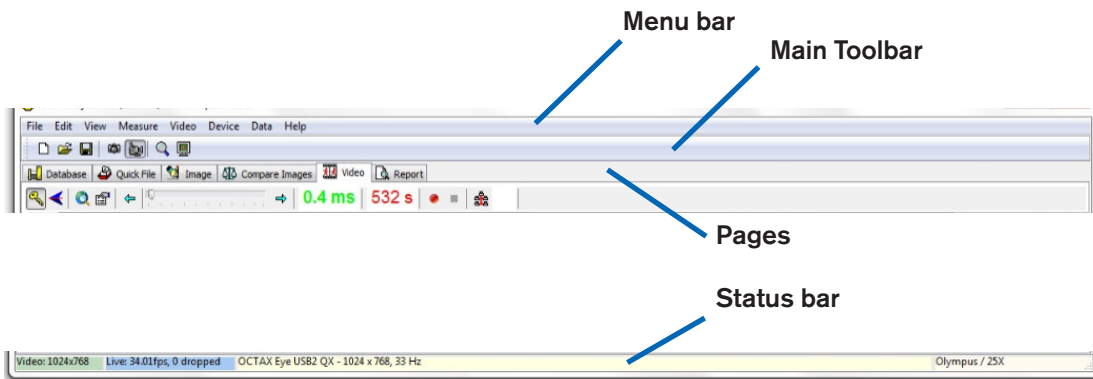 Menu bar
Main Toolbar
File Edit View Measure Video Device Data Help
Database Quick File Image Compare Images Video Report
0.4 ms 532 s
Pages
Status bar
Video: 1024x768 Live: 34.01fps, 0 dropped OCTAX Eye USB2 QX - 1024 x 768, 33 Hz Olympus / 25X